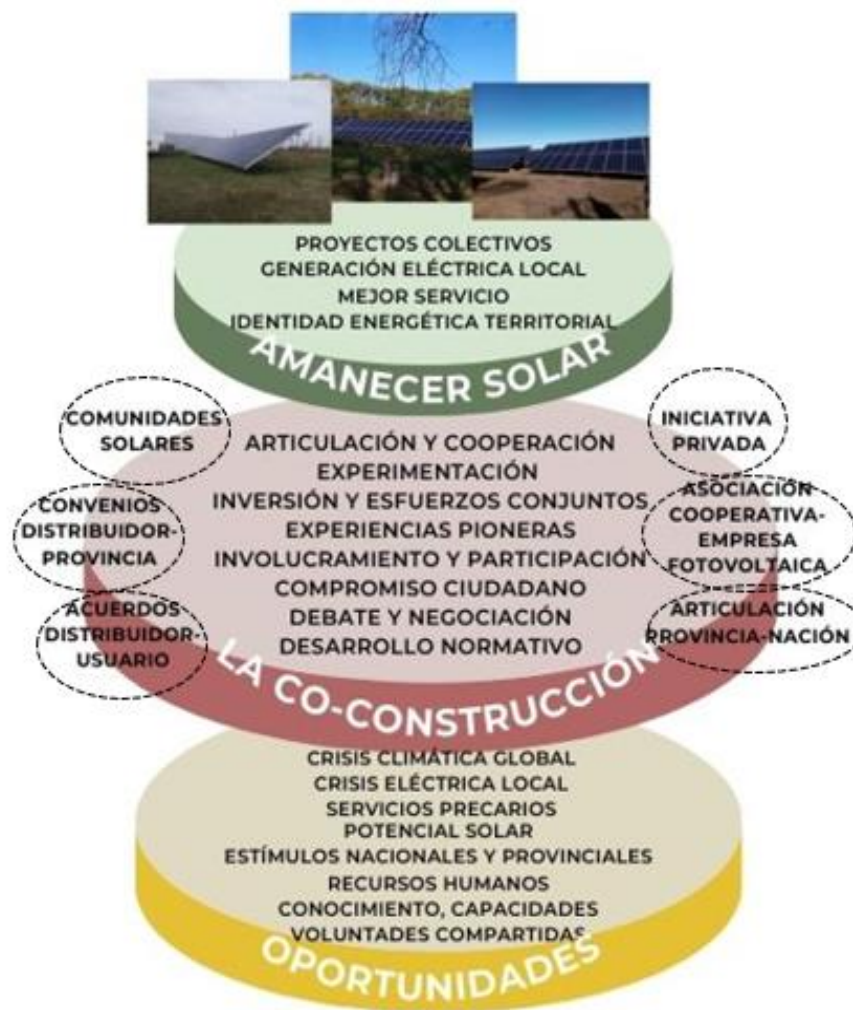 PROYECTOS COLECTIVOS
GENERACIÓN ELÉCTRICA LOCAL
MEJOR SERVICIO
IDENTIDAD ENERGÉTICA TERRITORIAL
AMANECER SOLAR
COMUNIDADES
SOLARES
CONVENIOS
DISTRIBUIDOR-
PROVINCIA
ACUERDOS
DISTRIBUIDOR-
USUARIO
ARTICULACIÓN Y COOPERACIÓN
EXPERIMENTACIÓN
INVERSIÓN Y ESFUERZOS CONJUNTOS
EXPERIENCIAS PIONERAS
INVOLUCRAMIENTO Y PARTICIPACIÓN
COMPROMISO CIUDADANO
DEBATE Y NEGOCIACIÓN
DESARROLLO NORMATIVO
INICIATIVA
PRIVADA
ASOCIACIÓN
COOPERATIVA-
EMPRESA
FOTOVOLTAICA
ARTICULACIÓN
PROVINCIA-NACIÓN
LA CO-CONSTRUCCIÓN
CRISIS CLIMÁTICA GLOBAL
CRISIS ELÉCTRICA LOCAL
SERVICIOS PRECARIOS
POTENCIAL SOLAR
ESTÍMULOS NACIONALES Y PROVINCIALES
RECURSOS HUMANOS
CONOCIMIENTO, CAPACIDADES
VOLUNTADES COMPARTIDAS
OPORTUNIDADES